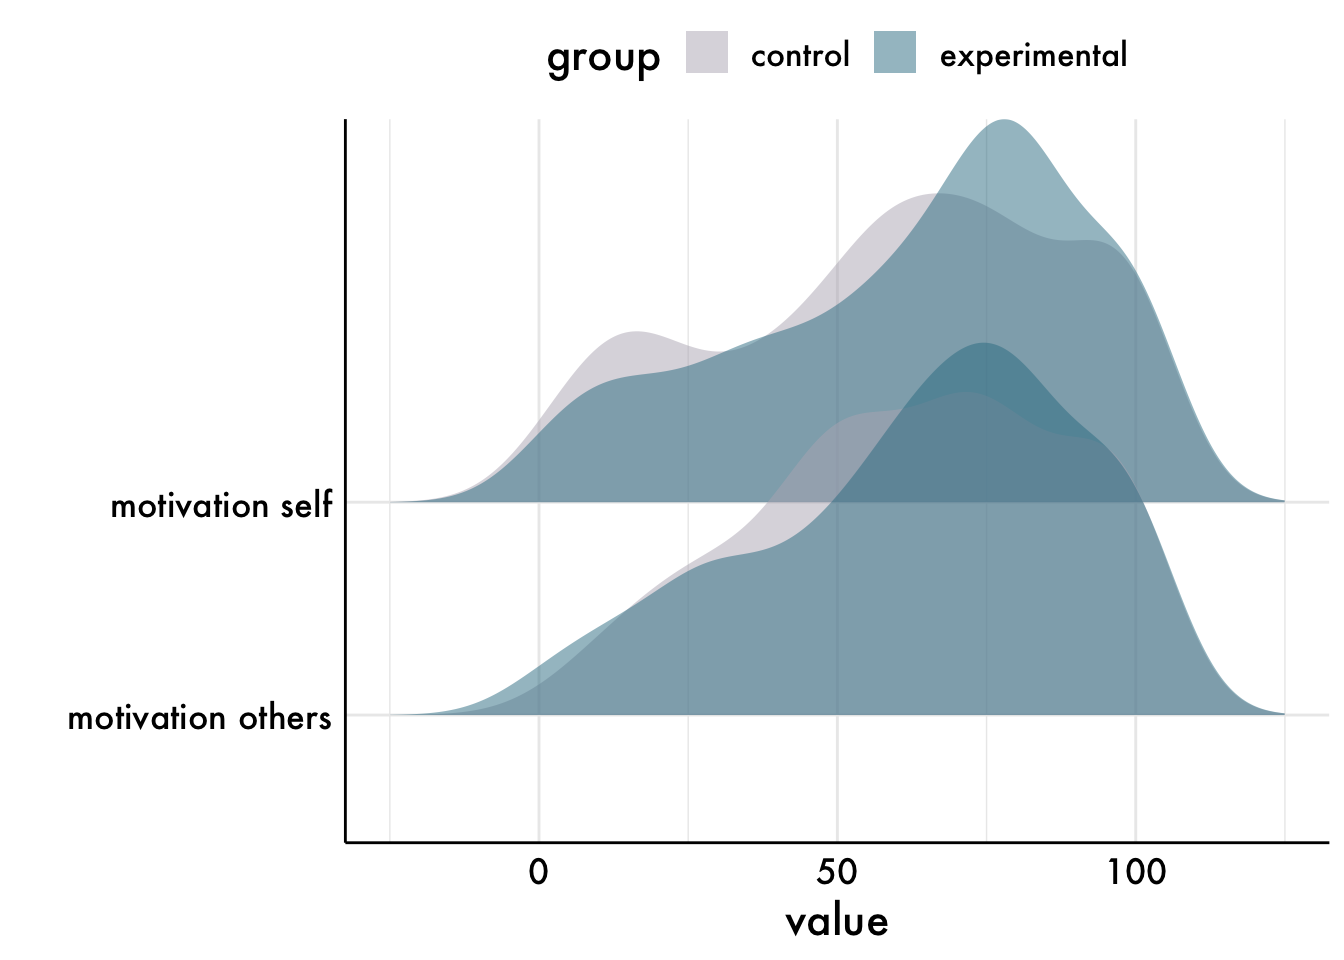 group control experimental
motivation self
motivation others
0 50 100
value